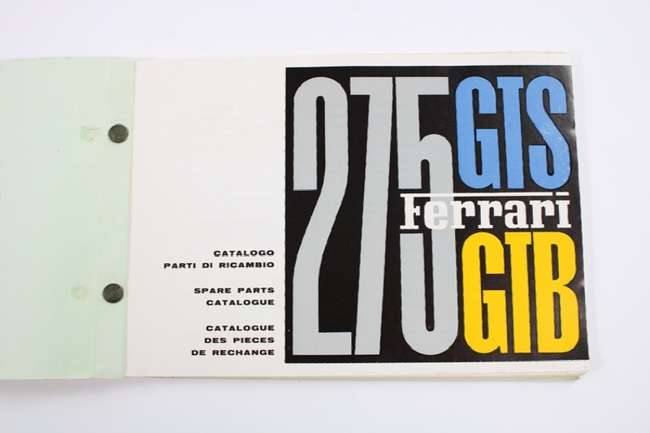 CATALOGO
PARTI DI RICAMBIO
SPARE PARTS
CATALOGUE
CATALOGUE
DES PIECES
DE RECHANGE
275 GTS
Ferrari
GTB